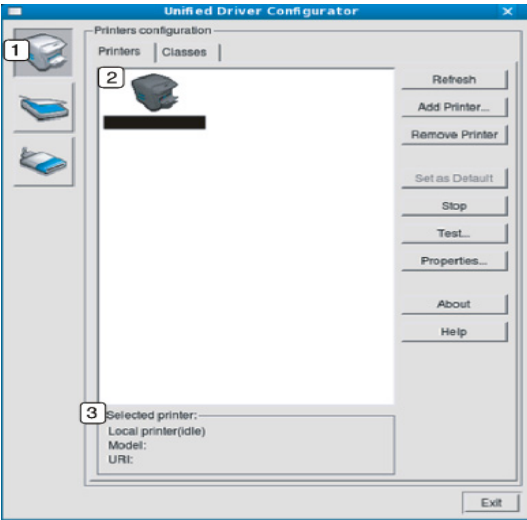 Unified Driver Configurator
1
Printers configuration
Printers
Classes
2
Refresh
Add Printer...
Remove Printer
Set as Default
Stop
Test...
Properties...
About
Help
3
Selected printer:
Local printer(idle)
Model:
URI:
Exit